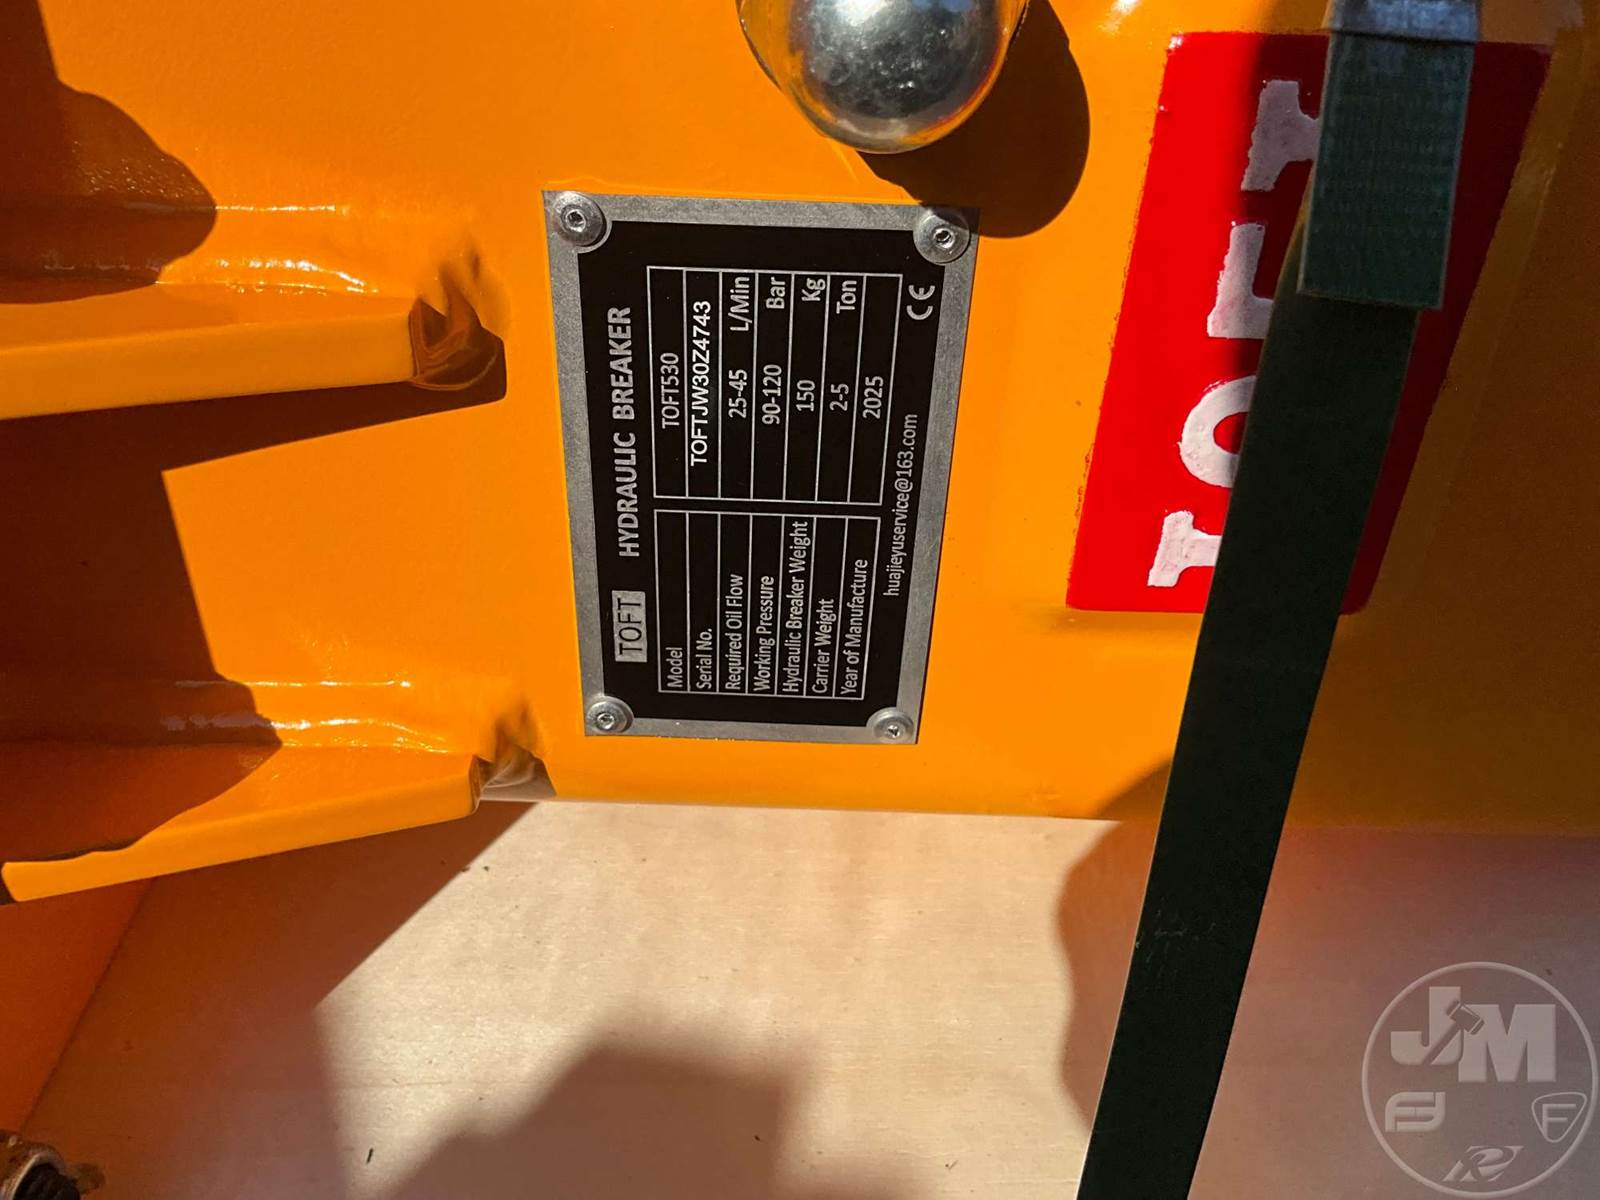 TOFT HYDRAULIC BREAKER
Model TOFT530
Serial No. TOFTJW30Z4743
Required Oil Flow 25-45 L/Min
Working Pressure 90-120 Bar
Hydraulic Breaker Weight 150 Kg
Carrier Weight 2-5 Ton
Year of Manufacture 2025
huajieyuservice@163.com CE
TOFT
JM
F